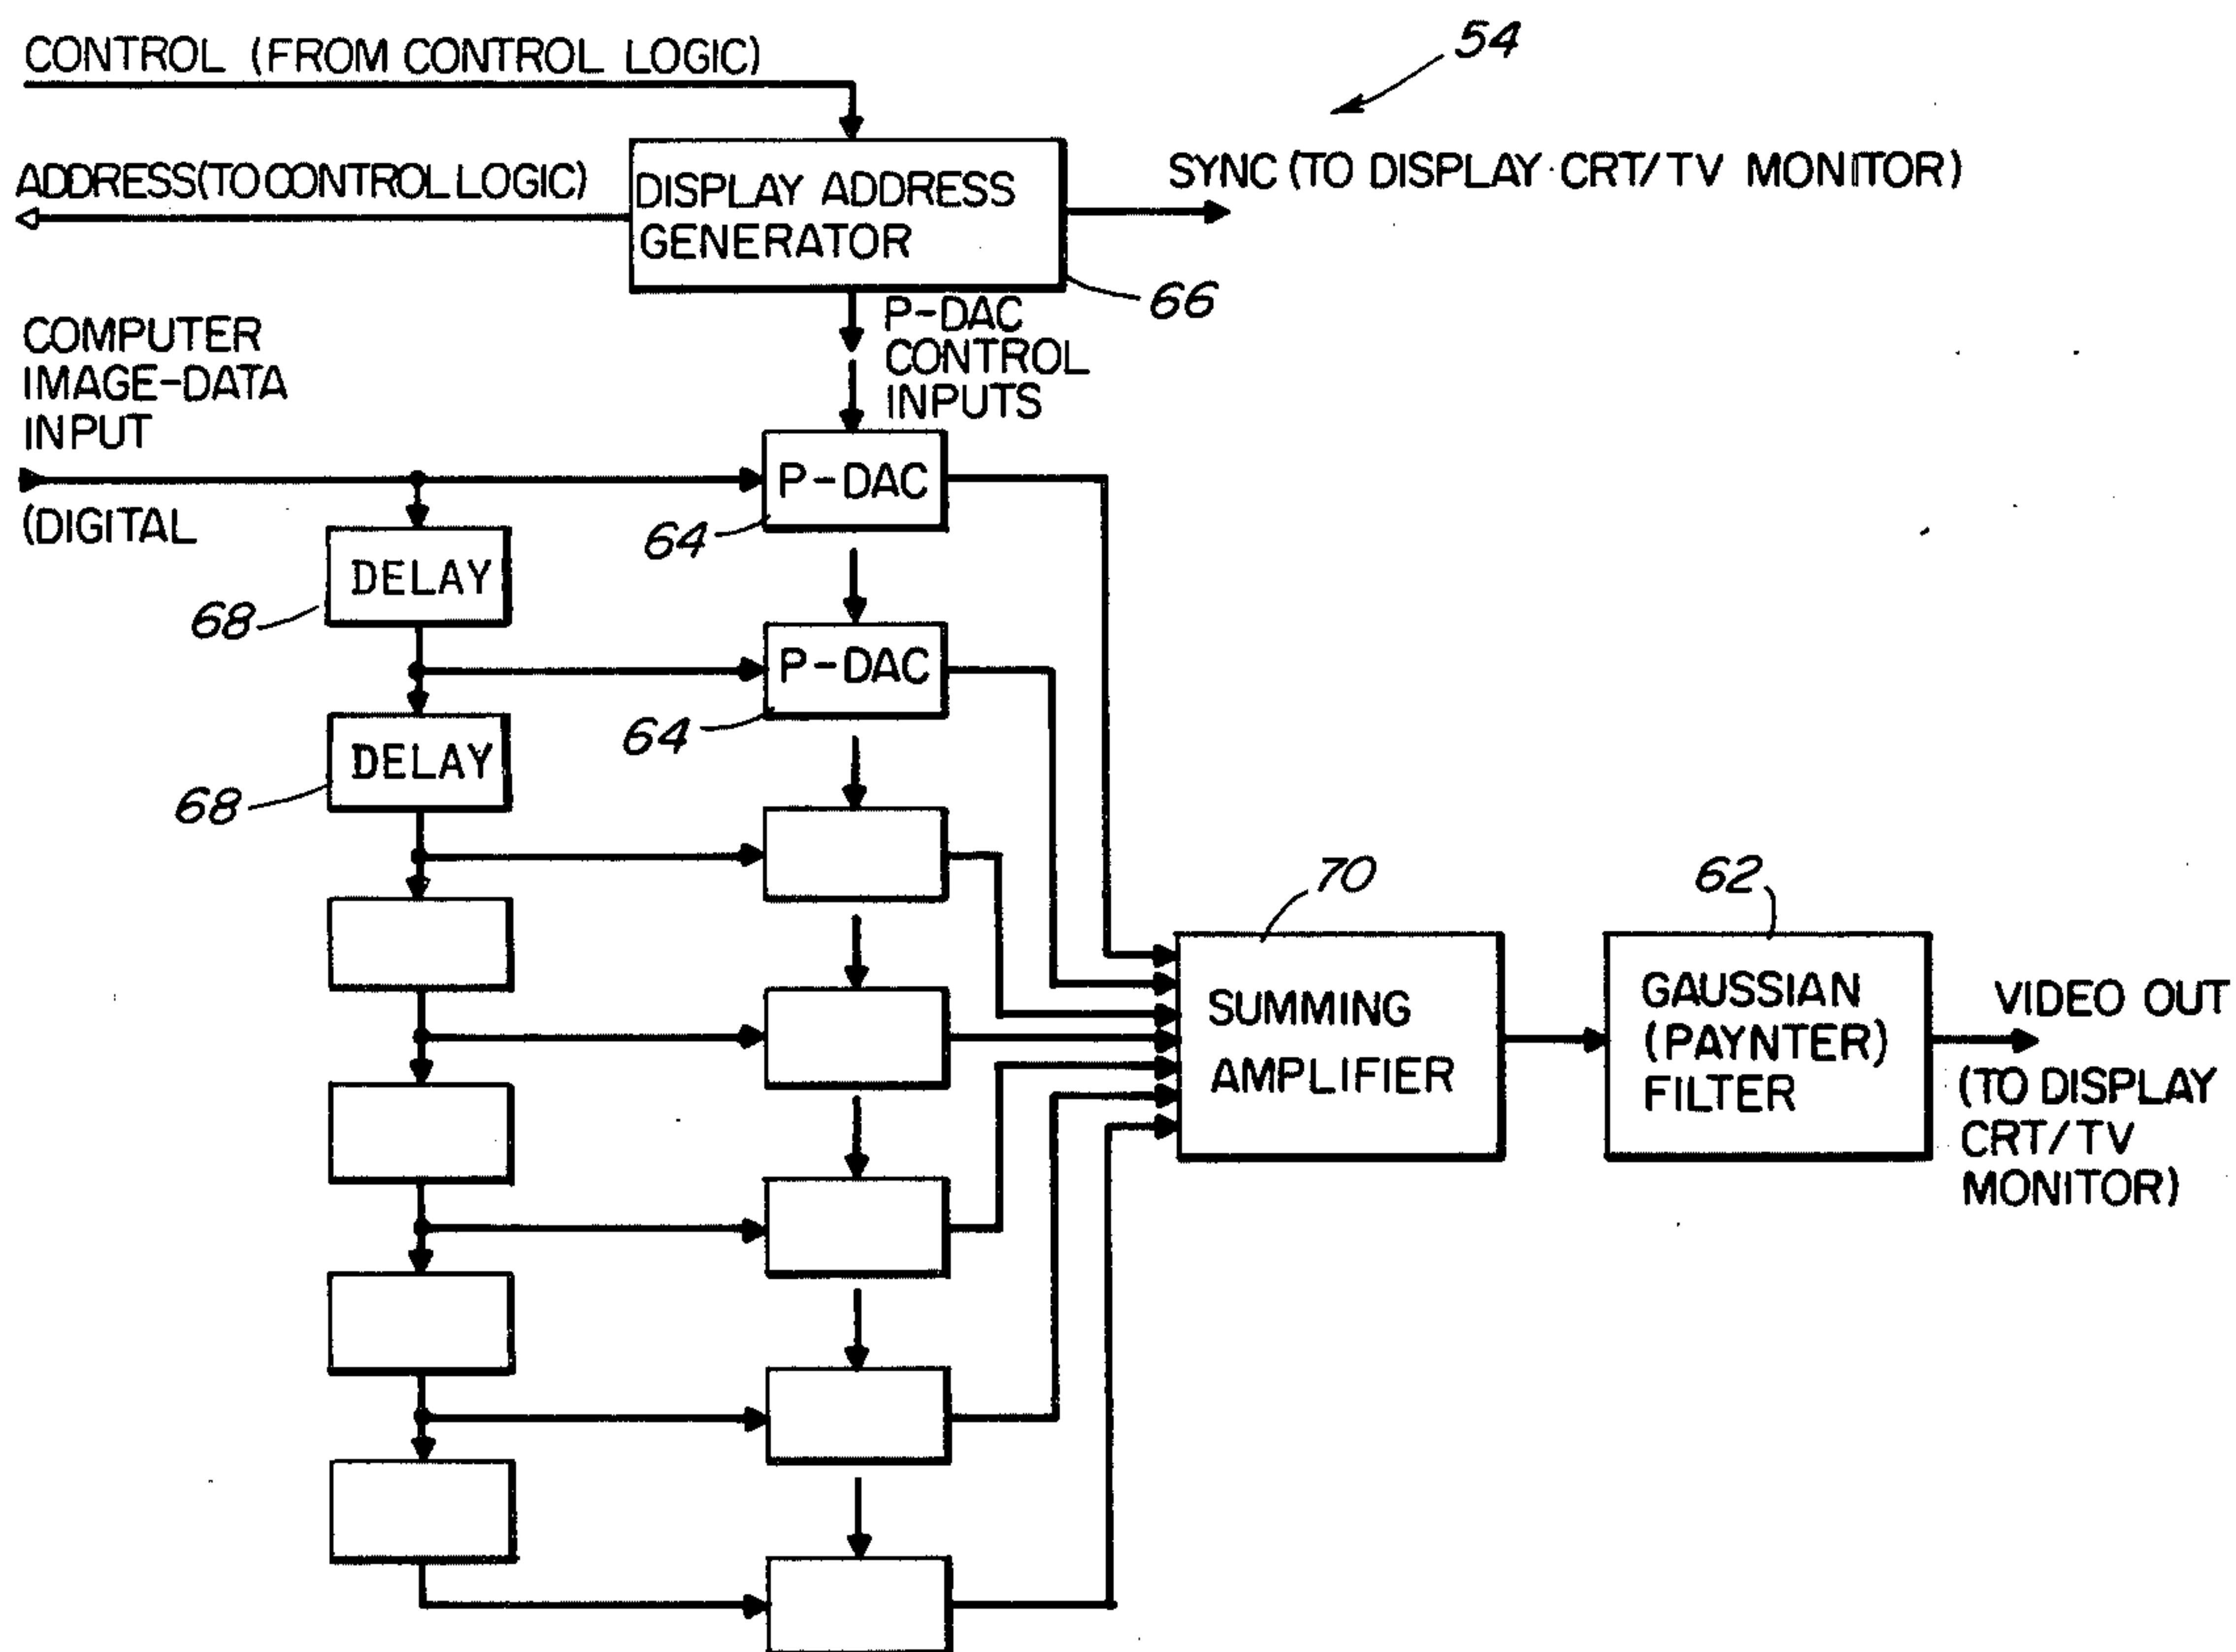 CONTROL (FROM CONTROL LOGIC)
54
ADDRESS(TO CONTROL LOGIC)
DISPLAY ADDRESS
GENERATOR
SYNC (TO DISPLAY CRT/TV MONITOR)
66
P-DAC
CONTROL
INPUTS
COMPUTER
IMAGE-DATA
INPUT
(DIGITAL
P-DAC
64
DELAY
68
P-DAC
64
DELAY
68
70
62
SUMMING
AMPLIFIER
GAUSSIAN
(PAYNTER)
FILTER
VIDEO OUT
(TO DISPLAY
CRT/TV
MONITOR)